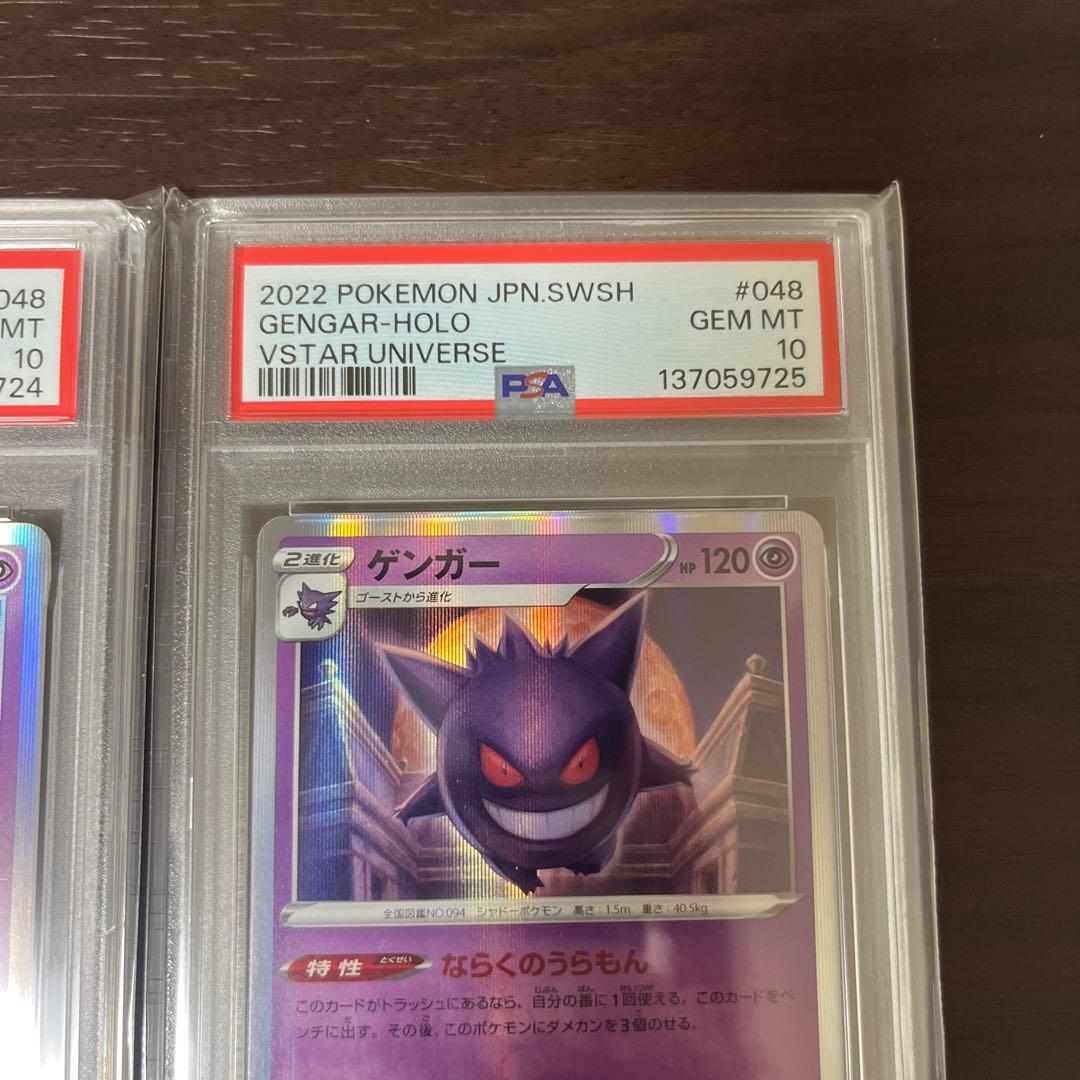 048
MT
10
724
2022 POKEMON JPN.SWSH #048
GENGAR-HOLO GEM MT
VSTAR UNIVERSE 10
PSA 137059725
2進化 ゲンガー HP 120
ゴーストから進化
全国図鑑NO.094 シャドーポケモン 高さ:1.5m 重さ:40.5kg
特性 とくせい ならくのうらもん
このカードがトラッシュにあるなら、自分の番に1回使える。このカードをベ
ンチに出す。その後、このポケモンにダメカンを3個のせる。